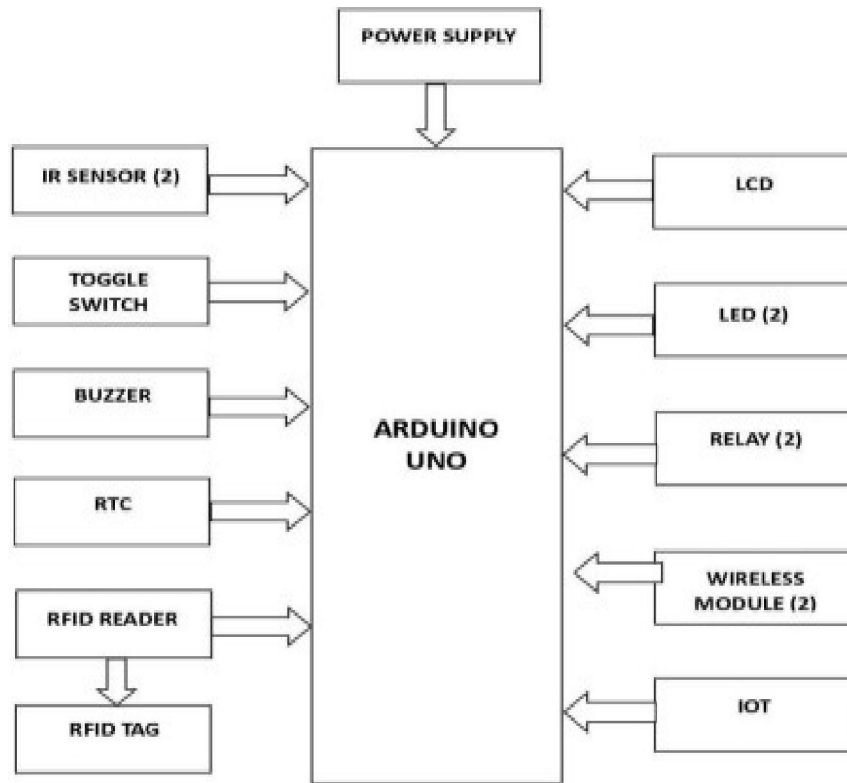 POWER SUPPLY
IR SENSOR (2)
TOGGLE
SWITCH
BUZZER
RTC
RFID READER
RFID TAG
ARDUINO
UNO
LCD
LED (2)
RELAY (2)
WIRELESS
MODULE (2)
IOT